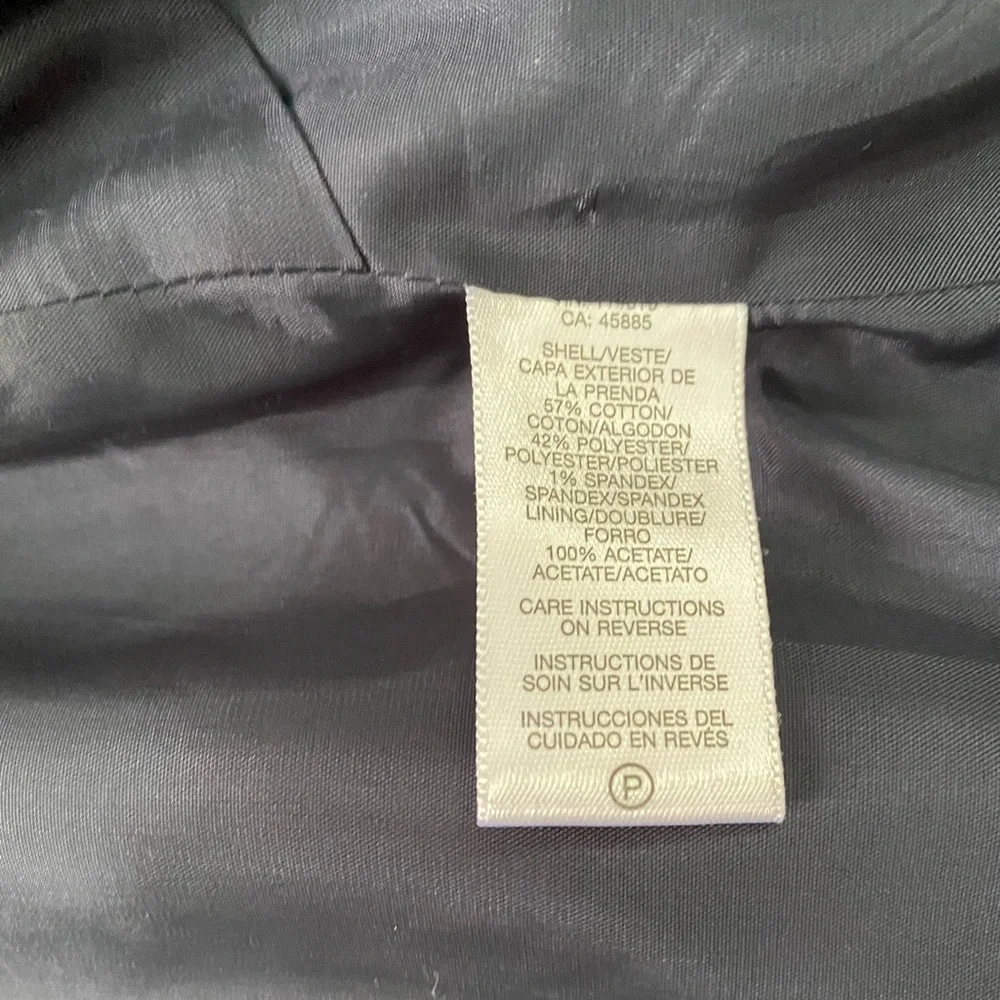 CA: 45885
SHELL/VESTE/
CAPA EXTERIOR DE
LA PRENDA
57% COTTON/
COTON/ALGODON
42% POLYESTER/
POLYESTER/POLIESTER
1% SPANDEX/
SPANDEX/SPANDEX
LINING/DOUBLURE/
FORRO
100% ACETATE/
ACETATE/ACETATO
CARE INSTRUCTIONS
ON REVERSE
INSTRUCTIONS DE
SOIN SUR L'INVERSE
INSTRUCCIONES DEL
CUIDADO EN REVÉS
P